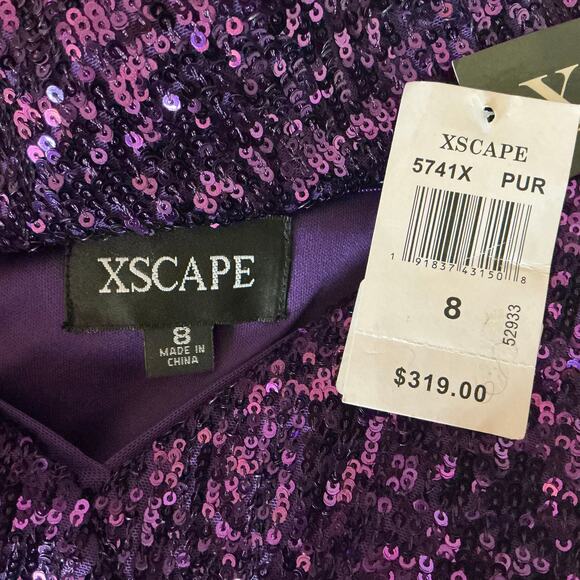 XSCAPE
8
MADE IN
CHINA
XSCAPE
5741X PUR
1 91837 43150 8
8
52933
$319.00
X